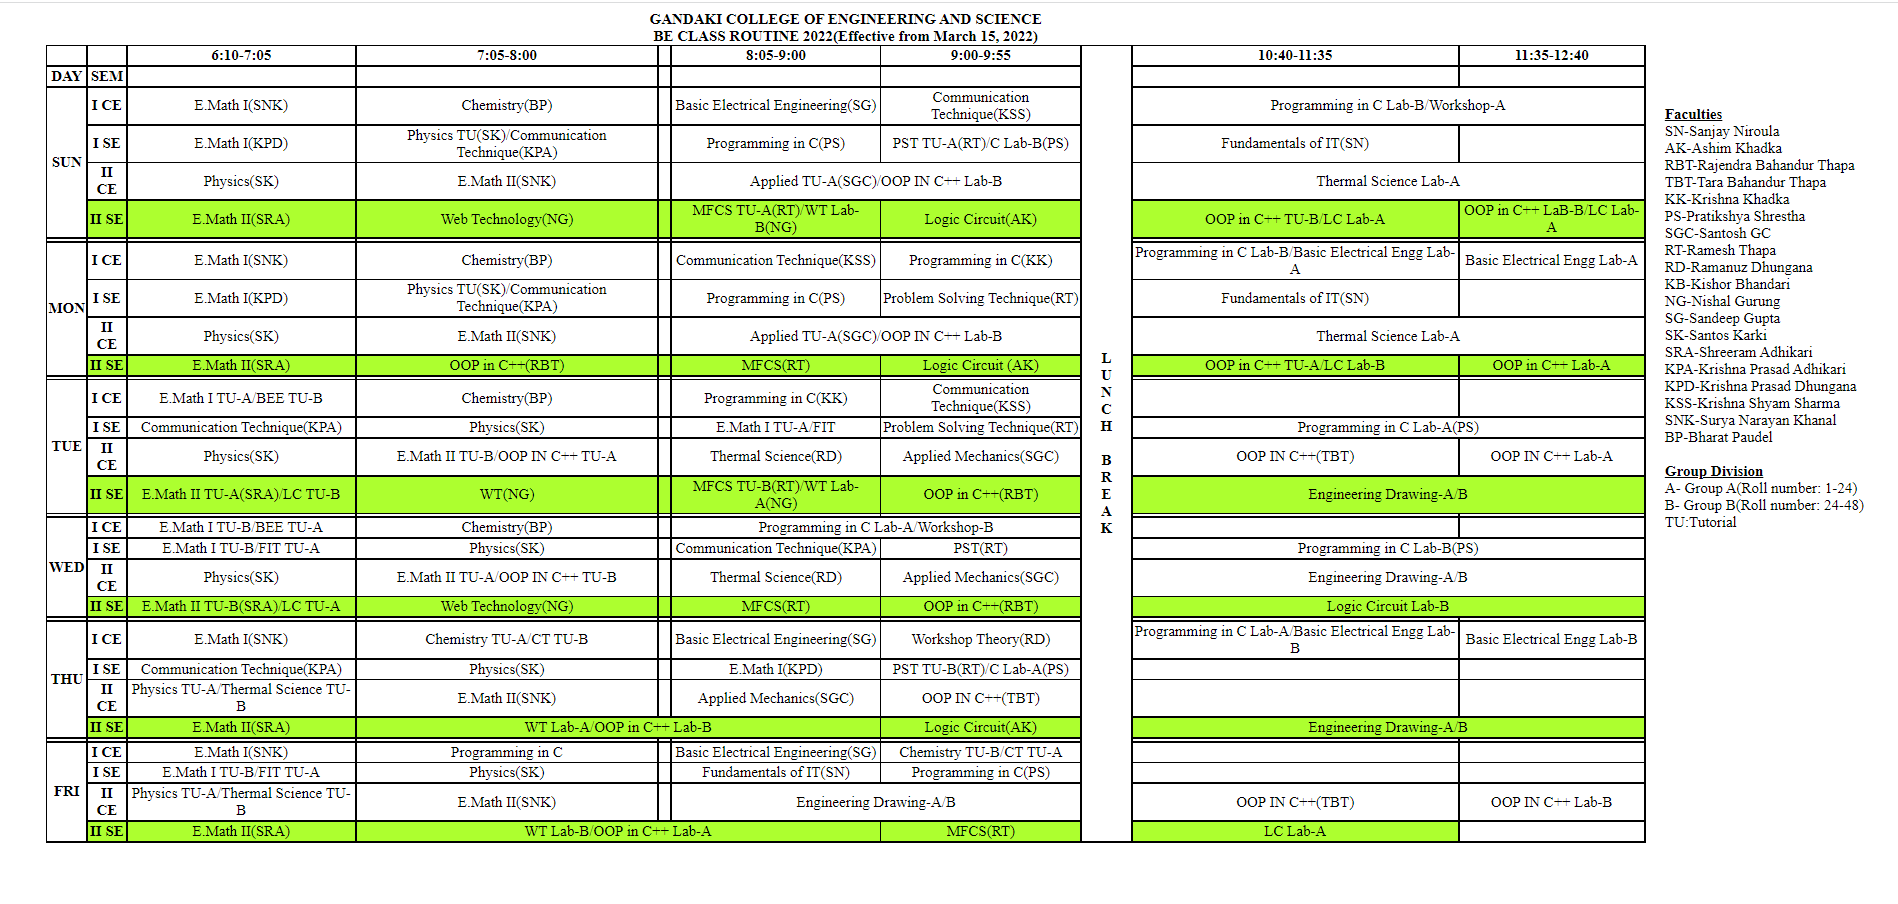 GANDAKI COLLEGE OF ENGINEERING AND SCIENCE
BE CLASS ROUTINE 2022(Effective from March 15, 2022)
6:10-7:05 7:05-8:00 8:05-9:00 9:00-9:55 10:40-11:35 11:35-12:40
DAY SEM
SUN
I CE E.Math I(SNK) Chemistry(BP) Basic Electrical Engineering(SG) Communication
Technique(KSS) Programming in C Lab-B/Workshop-A
I SE E.Math I(KPD) Physics TU(SK)/Communication
Technique(KPA) Programming in C(PS) PST TU-A(RT)/C Lab-B(PS) Fundamentals of IT(SN)
II
CE Physics(SK) E.Math II(SNK) Applied TU-A(SGC)/OOP IN C++ Lab-B Thermal Science Lab-A
II SE E.Math II(SRA) Web Technology(NG) MFCS TU-A(RT)/WT Lab-
B(NG) Logic Circuit(AK) OOP in C++ TU-B/LC Lab-A OOP in C++ LaB-B/LC Lab-
A
MON
I CE E.Math I(SNK) Chemistry(BP) Communication Technique(KSS) Programming in C(KK) Programming in C Lab-B/Basic Electrical Engg Lab-
A Basic Electrical Engg Lab-A
I SE E.Math I(KPD) Physics TU(SK)/Communication
Technique(KPA) Programming in C(PS) Problem Solving Technique(RT) Fundamentals of IT(SN)
II
CE Physics(SK) E.Math II(SNK) Applied TU-A(SGC)/OOP IN C++ Lab-B Thermal Science Lab-A
II SE E.Math II(SRA) OOP in C++(RBT) MFCS(RT) Logic Circuit (AK) OOP in C++ TU-A/LC Lab-B OOP in C++ Lab-A
TUE
I CE E.Math I TU-A/BEE TU-B Chemistry(BP) Programming in C(KK) Communication
Technique(KSS)
I SE Communication Technique(KPA) Physics(SK) E.Math I TU-A/FIT Problem Solving Technique(RT) Programming in C Lab-A(PS)
II
CE Physics(SK) E.Math II TU-B/OOP IN C++ TU-A Thermal Science(RD) Applied Mechanics(SGC) OOP IN C++(TBT) OOP IN C++ Lab-A
II SE E.Math II TU-A(SRA)/LC TU-B WT(NG) MFCS TU-B(RT)/WT Lab-
A(NG) OOP in C++(RBT) Engineering Drawing-A/B
WED
I CE E.Math I TU-B/BEE TU-A Chemistry(BP) Programming in C Lab-A/Workshop-B
I SE E.Math I TU-B/FIT TU-A Physics(SK) Communication Technique(KPA) PST(RT) Programming in C Lab-B(PS)
II
CE Physics(SK) E.Math II TU-A/OOP IN C++ TU-B Thermal Science(RD) Applied Mechanics(SGC) Engineering Drawing-A/B
II SE E.Math II TU-B(SRA)/LC TU-A Web Technology(NG) MFCS(RT) OOP in C++(RBT) Logic Circuit Lab-B
THU
I CE E.Math I(SNK) Chemistry TU-A/CT TU-B Basic Electrical Engineering(SG) Workshop Theory(RD) Programming in C Lab-A/Basic Electrical Engg Lab-
B Basic Electrical Engg Lab-B
I SE Communication Technique(KPA) Physics(SK) E.Math I(KPD) PST TU-B(RT)/C Lab-A(PS)
II
CE Physics TU-A/Thermal Science TU-
B E.Math II(SNK) Applied Mechanics(SGC) OOP IN C++(TBT)
II SE E.Math II(SRA) WT Lab-A/OOP in C++ Lab-B Logic Circuit(AK) Engineering Drawing-A/B
FRI
I CE E.Math I(SNK) Programming in C Basic Electrical Engineering(SG) Chemistry TU-B/CT TU-A
I SE E.Math I TU-B/FIT TU-A Physics(SK) Fundamentals of IT(SN) Programming in C(PS)
II
CE Physics TU-A/Thermal Science TU-
B E.Math II(SNK) Engineering Drawing-A/B OOP IN C++(TBT) OOP IN C++ Lab-B
II SE E.Math II(SRA) WT Lab-B/OOP in C++ Lab-A MFCS(RT) LC Lab-A
L
U
N
C
H
B
R
E
A
K
Faculties
SN-Sanjay Niroula
AK-Ashim Khadka
RBT-Rajendra Bahandur Thapa
TBT-Tara Bahandur Thapa
KK-Krishna Khadka
PS-Pratikshya Shrestha
SGC-Santosh GC
RT-Ramesh Thapa
RD-Ramanuz Dhungana
KB-Kishor Bhandari
NG-Nishal Gurung
SG-Sandeep Gupta
SK-Santos Karki
SRA-Shreeram Adhikari
KPA-Krishna Prasad Adhikari
KPD-Krishna Prasad Dhungana
KSS-Krishna Shyam Sharma
SNK-Surya Narayan Khanal
BP-Bharat Paudel
Group Division
A- Group A(Roll number: 1-24)
B- Group B(Roll number: 24-48)
TU:Tutorial